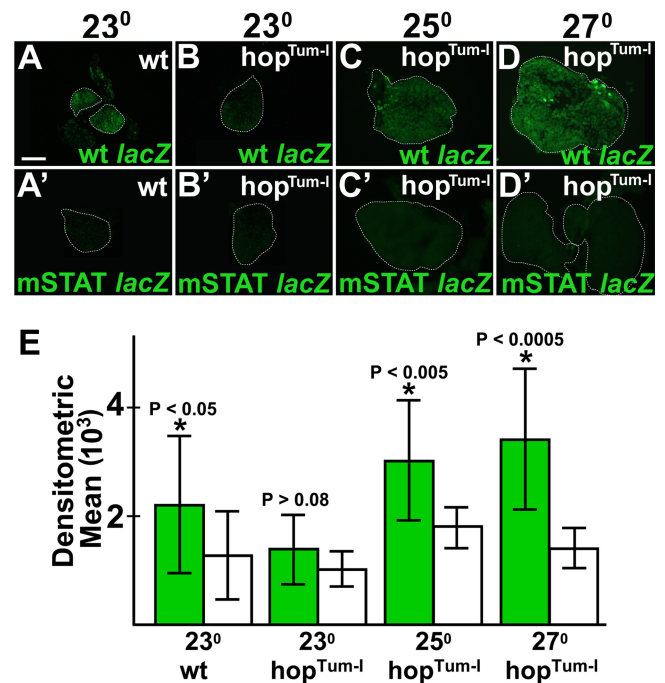 23⁰ 23⁰ 25⁰ 27⁰
A wt B hop^Tum-l C hop^Tum-l D hop^Tum-l
wt lacZ wt lacZ wt lacZ wt lacZ
A' wt B' hop^Tum-l C' hop^Tum-l D' hop^Tum-l
mSTAT lacZ mSTAT lacZ mSTAT lacZ mSTAT lacZ
E
Densitometric
Mean (10³)
4
2
P < 0.05
*
P > 0.08
P < 0.005
*
P < 0.0005
*
23⁰ 23⁰ 25⁰ 27⁰
wt hop^Tum-l hop^Tum-l hop^Tum-l